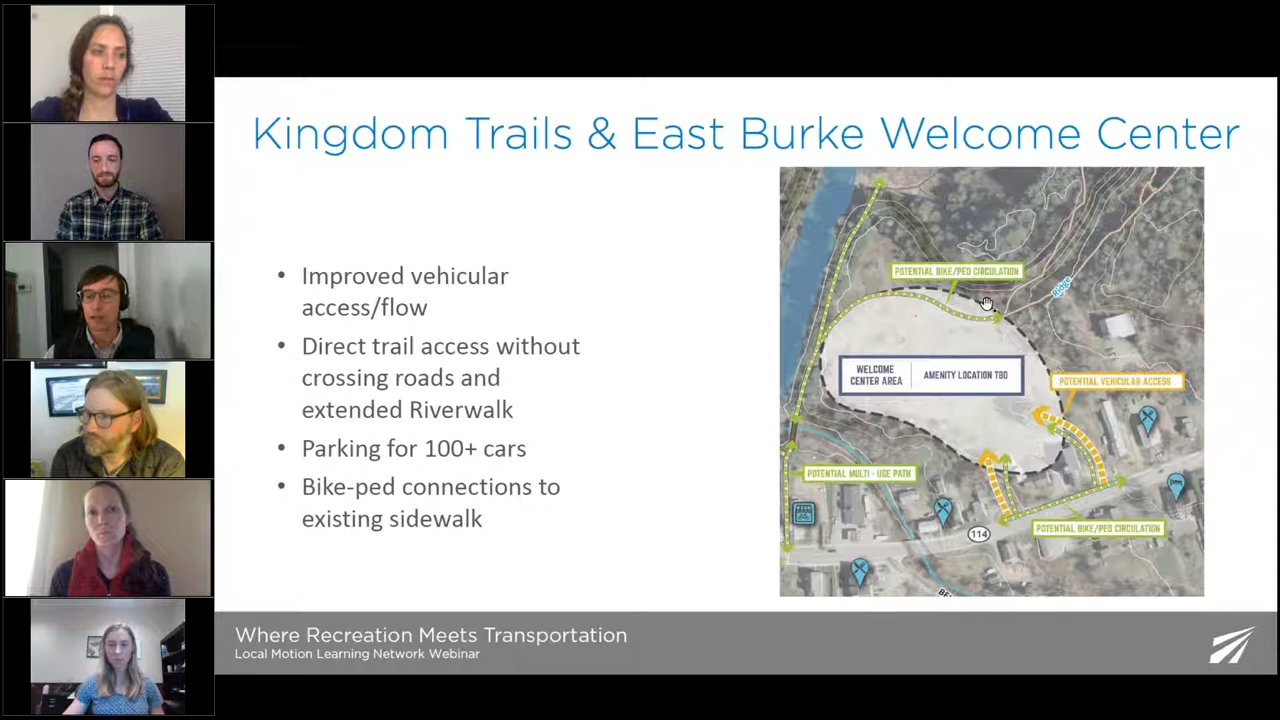 Kingdom Trails & East Burke Welcome Center
• Improved vehicular
access/flow
• Direct trail access without
crossing roads and
extended Riverwalk
• Parking for 100+ cars
• Bike-ped connections to
existing sidewalk
POTENTIAL BIKE/PED CIRCULATION
Ridge
WELCOME
CENTER AREA
AMENITY LOCATION TBD
POTENTIAL VEHICULAR ACCESS
POTENTIAL MULTI - USE PATH
POTENTIAL BIKE/PED CIRCULATION
114
Where Recreation Meets Transportation
Local Motion Learning Network Webinar